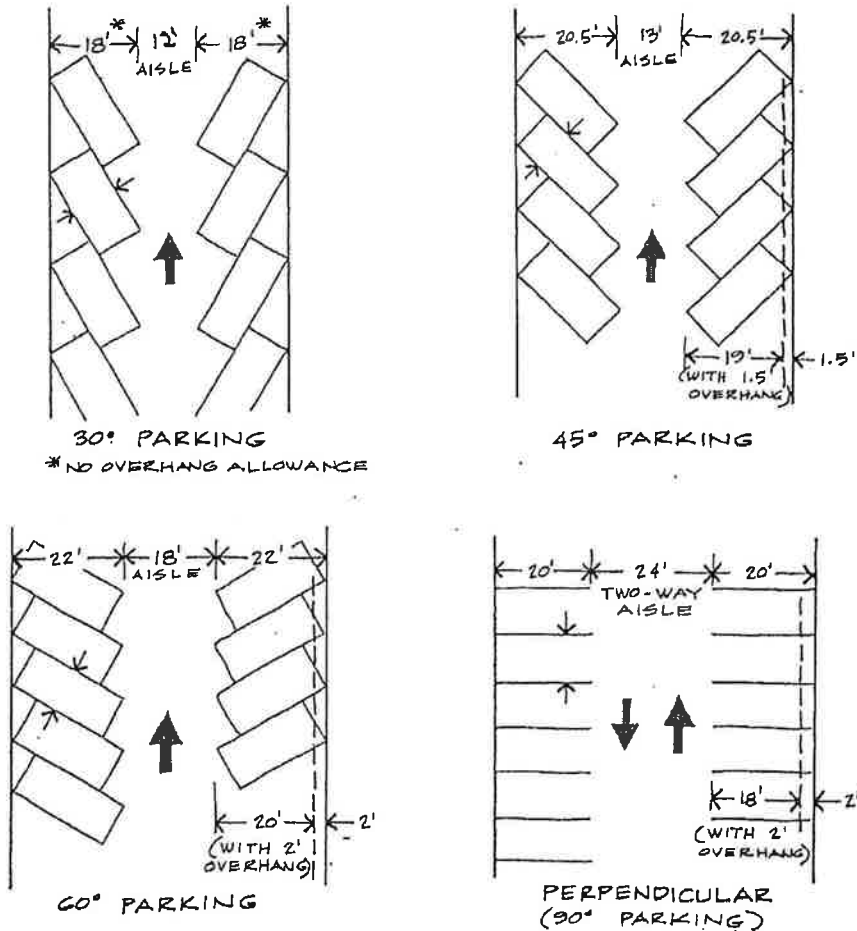 18'* 12' 18'*
AISLE
30° PARKING
* NO OVERHANG ALLOWANCE
20.5' 13' 20.5'
AISLE
19' 1.5'
(WITH 1.5'
OVERHANG)
45° PARKING
22' 18' 22'
AISLE
20' 2'
(WITH 2'
OVERHANG)
60° PARKING
20' 24' 20'
TWO-WAY
AISLE
18' 2'
(WITH 2'
OVERHANG)
PERPENDICULAR
(90° PARKING)